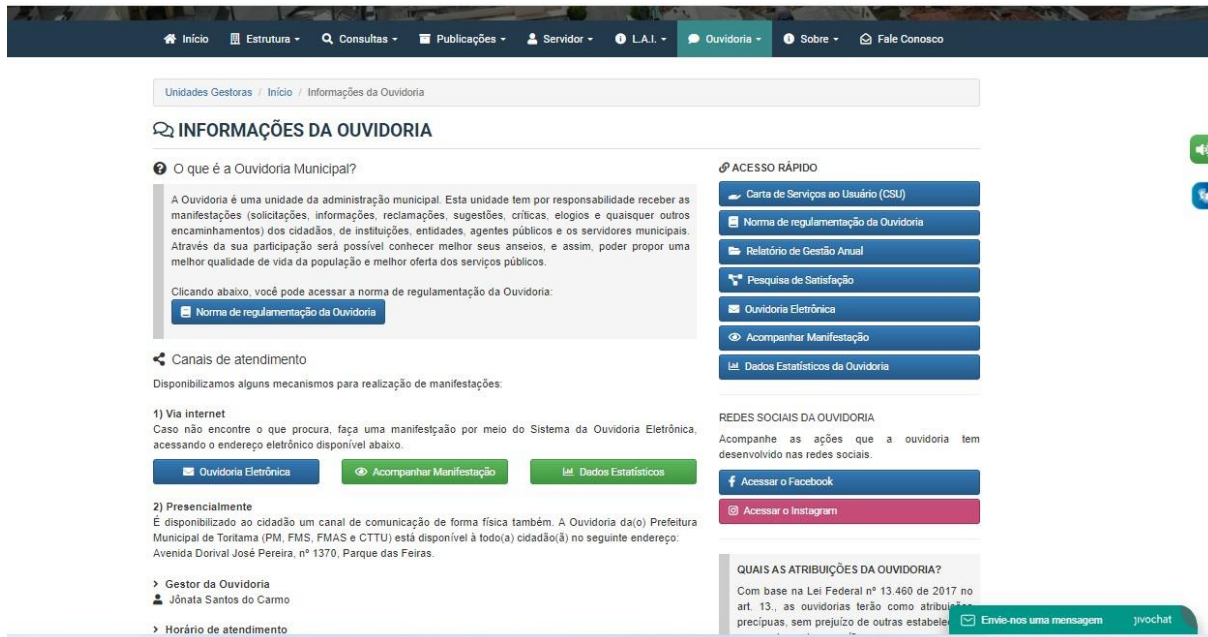 Início Estrutura Consultas Publicações Servidor L.A.I. Ouvidoria Sobre Fale Conosco
Unidades Gestoras / Início / Informações da Ouvidoria
INFORMAÇÕES DA OUVIDORIA
O que é a Ouvidoria Municipal?
A Ouvidoria é uma unidade da administração municipal. Esta unidade tem por responsabilidade receber as
manifestações (solicitações, informações, reclamações, sugestões, críticas, elogios e quaisquer outros
encaminhamentos) dos cidadãos, de instituições, entidades, agentes públicos e os servidores municipais.
Através da sua participação será possível conhecer melhor seus anseios, e assim, poder propor uma
melhor qualidade de vida da população e melhor oferta dos serviços públicos.
Clicando abaixo, você pode acessar a norma de regulamentação da Ouvidoria:
Norma de regulamentação da Ouvidoria
Canais de atendimento
Disponibilizamos alguns mecanismos para realização de manifestações:
1) Via internet
Caso não encontre o que procura, faça uma manifestçaão por meio do Sistema da Ouvidoria Eletrônica,
acessando o endereço eletrônico disponível abaixo.
Ouvidoria Eletrônica Acompanhar Manifestação Dados Estatísticos
2) Presencialmente
É disponibilizado ao cidadão um canal de comunicação de forma física também. A Ouvidoria da(o) Prefeitura
Municipal de Toritama (PM, FMS, FMAS e CTTU) está disponível à todo(a) cidadão(ã) no seguinte endereço:
Avenida Dorival José Pereira, nº 1370, Parque das Feiras.
Gestor da Ouvidoria
Jônata Santos do Carmo
Horário de atendimento
ACESSO RÁPIDO
Carta de Serviços ao Usuário (CSU)
Norma de regulamentação da Ouvidoria
Relatório de Gestão Anual
Pesquisa de Satisfação
Ouvidoria Eletrônica
Acompanhar Manifestação
Dados Estatísticos da Ouvidoria
REDES SOCIAIS DA OUVIDORIA
Acompanhe as ações que a ouvidoria tem
desenvolvido nas redes sociais.
Acessar o Facebook
Acessar o Instagram
QUAIS AS ATRIBUIÇÕES DA OUVIDORIA?
Com base na Lei Federal nº 13.460 de 2017 no
art. 13., as ouvidorias terão como atribuições
precípuas, sem prejuízo de outras
Envie-nos uma mensagem jivochat